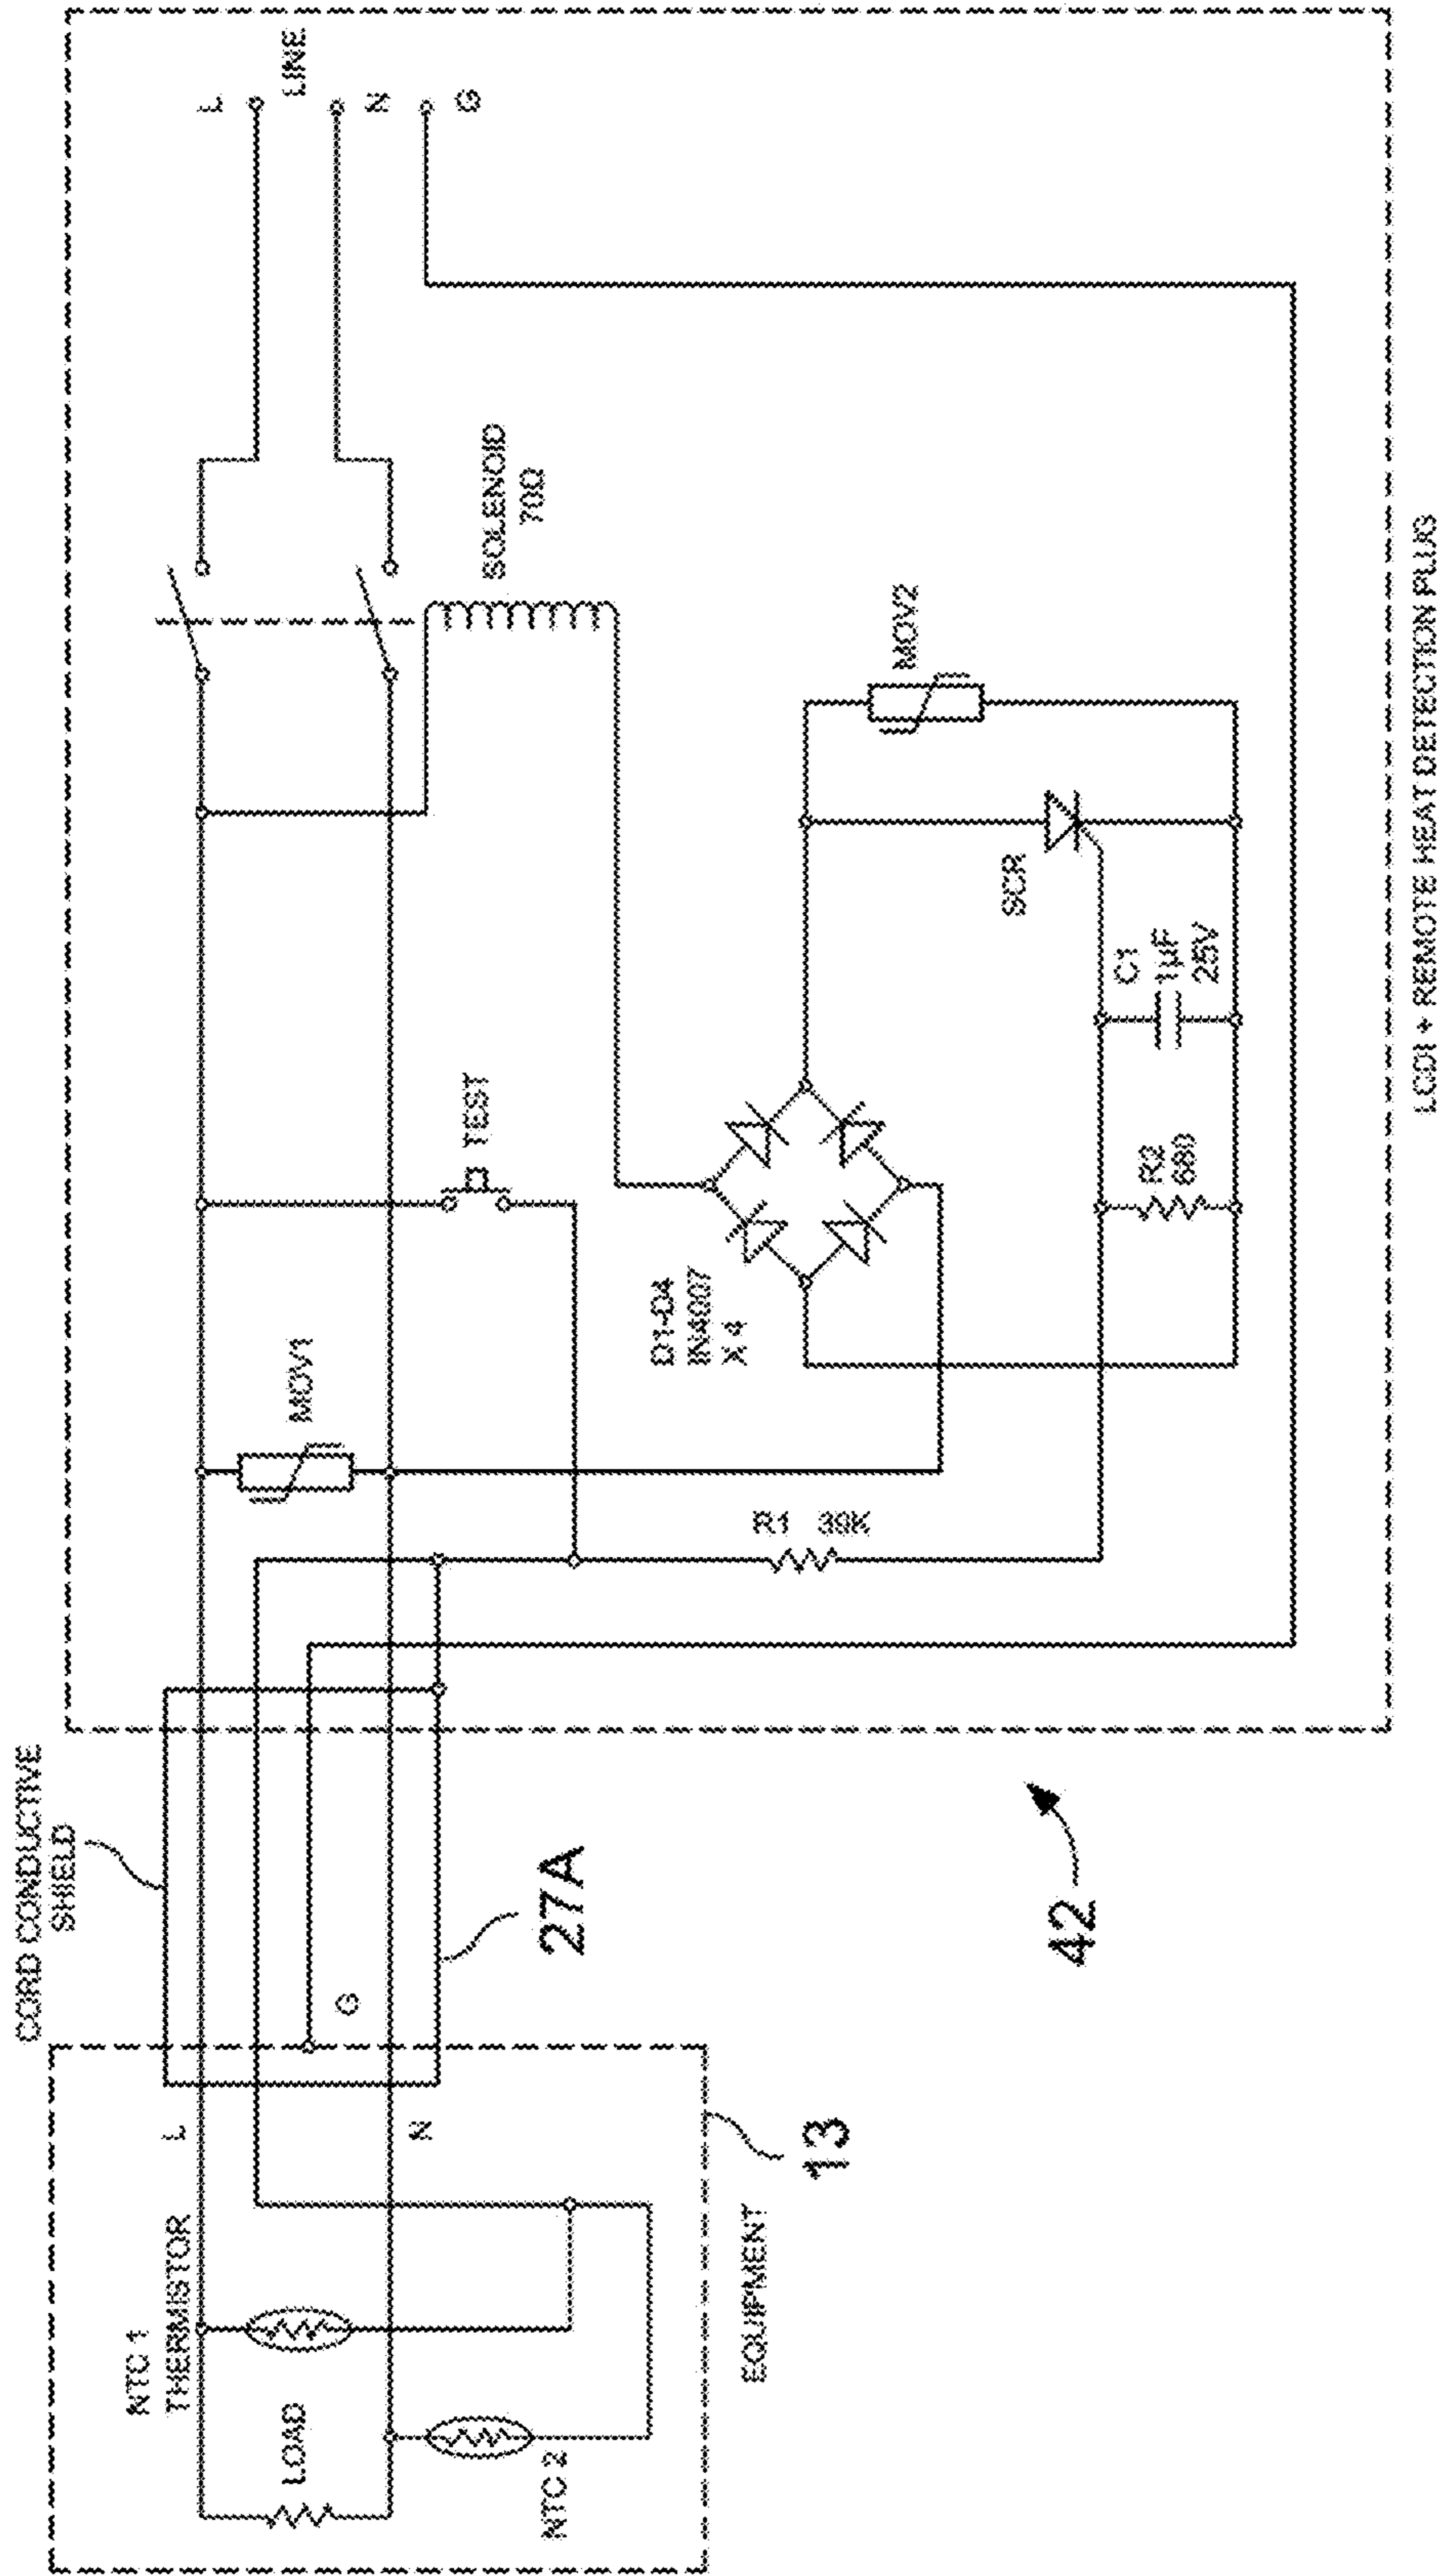 L
LINE
N
G
SOLENOID
70Ω
MOV2
SCR
C1
1µF
25V
TEST
R2
680
D1-D4
IN4007
X 4
MOV1
R1 39K
LCDI + REMOTE HEAT DETECTION PLUG
CORD CONDUCTIVE
SHIELD
27A
42
G
L
N
13
EQUIPMENT
NTC 1
THERMISTOR
LOAD
NTC 2